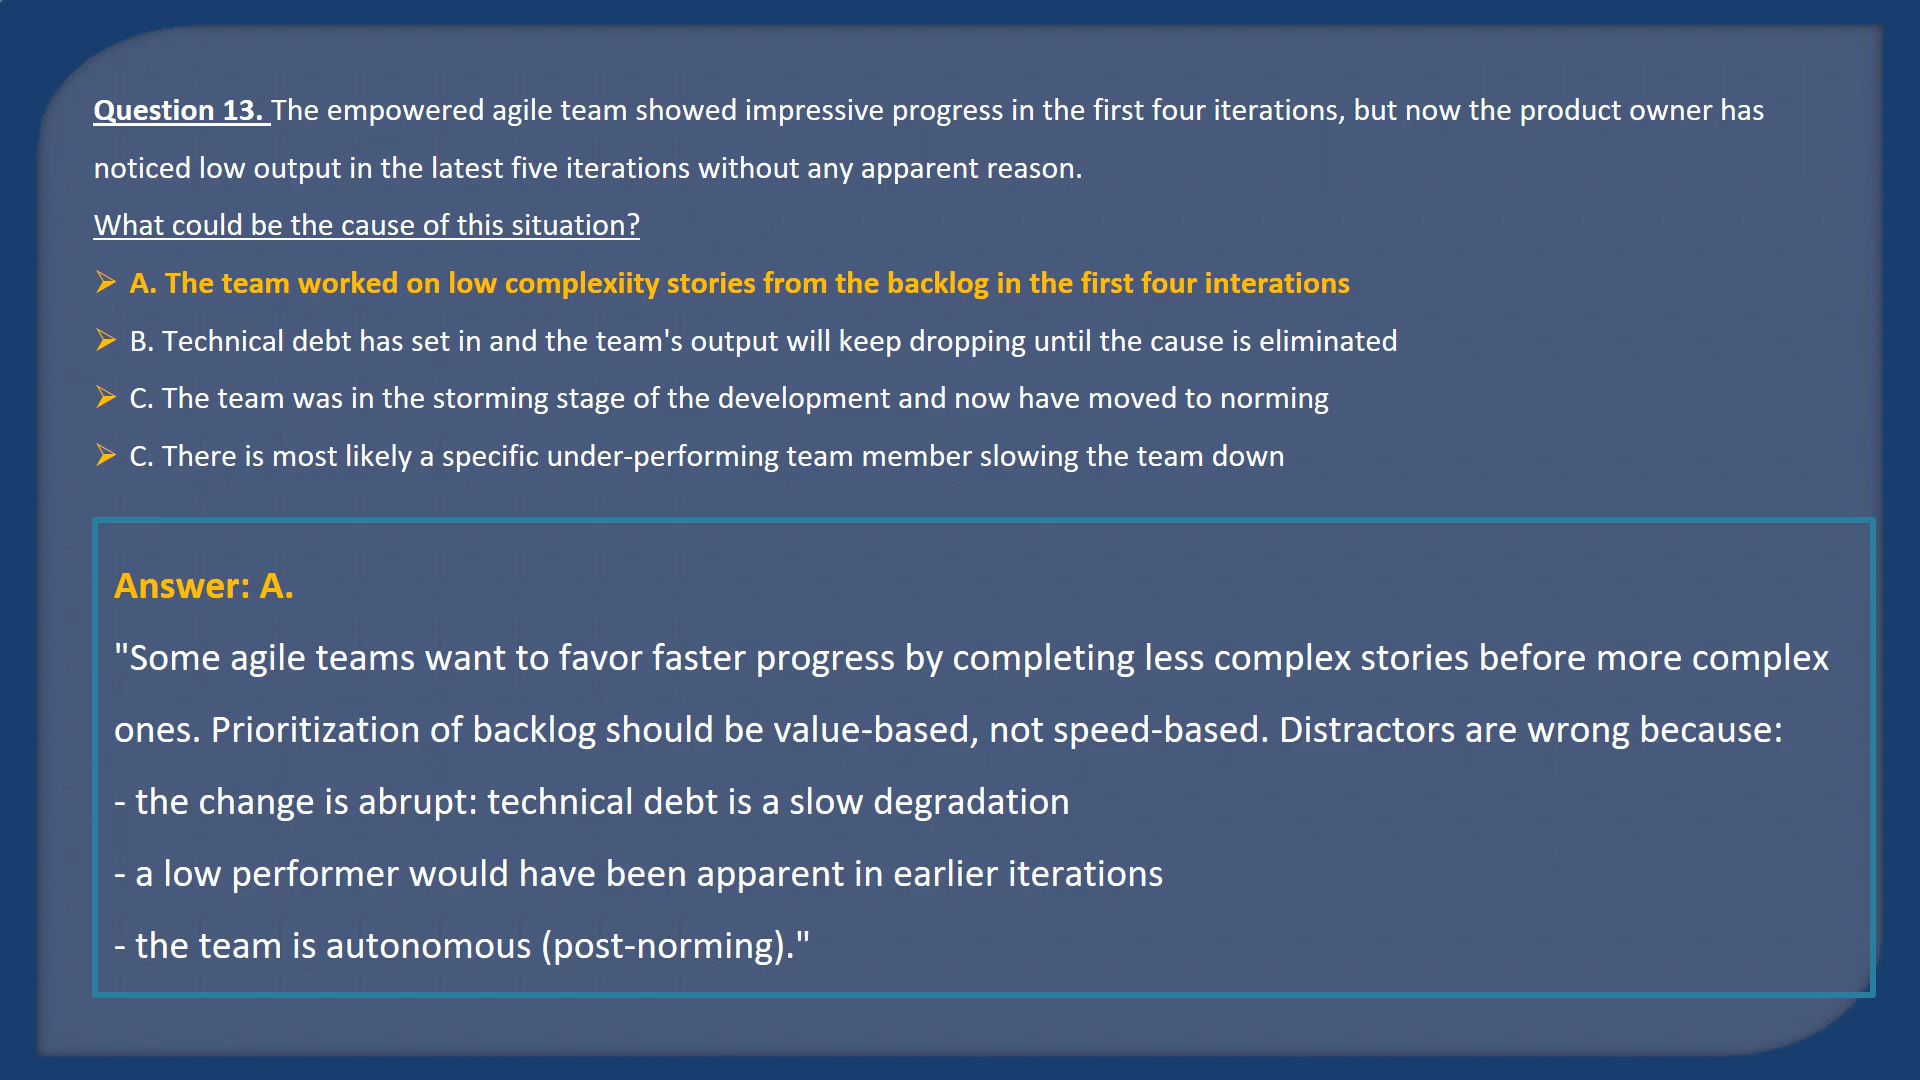 Question 13. The empowered agile team showed impressive progress in the first four iterations, but now the product owner has
noticed low output in the latest five iterations without any apparent reason.
What could be the cause of this situation?
➢ A. The team worked on low complexiity stories from the backlog in the first four interations
➢ B. Technical debt has set in and the team's output will keep dropping until the cause is eliminated
➢ C. The team was in the storming stage of the development and now have moved to norming
➢ C. There is most likely a specific under-performing team member slowing the team down
Answer: A.
"Some agile teams want to favor faster progress by completing less complex stories before more complex
ones. Prioritization of backlog should be value-based, not speed-based. Distractors are wrong because:
- the change is abrupt: technical debt is a slow degradation
- a low performer would have been apparent in earlier iterations
- the team is autonomous (post-norming)."